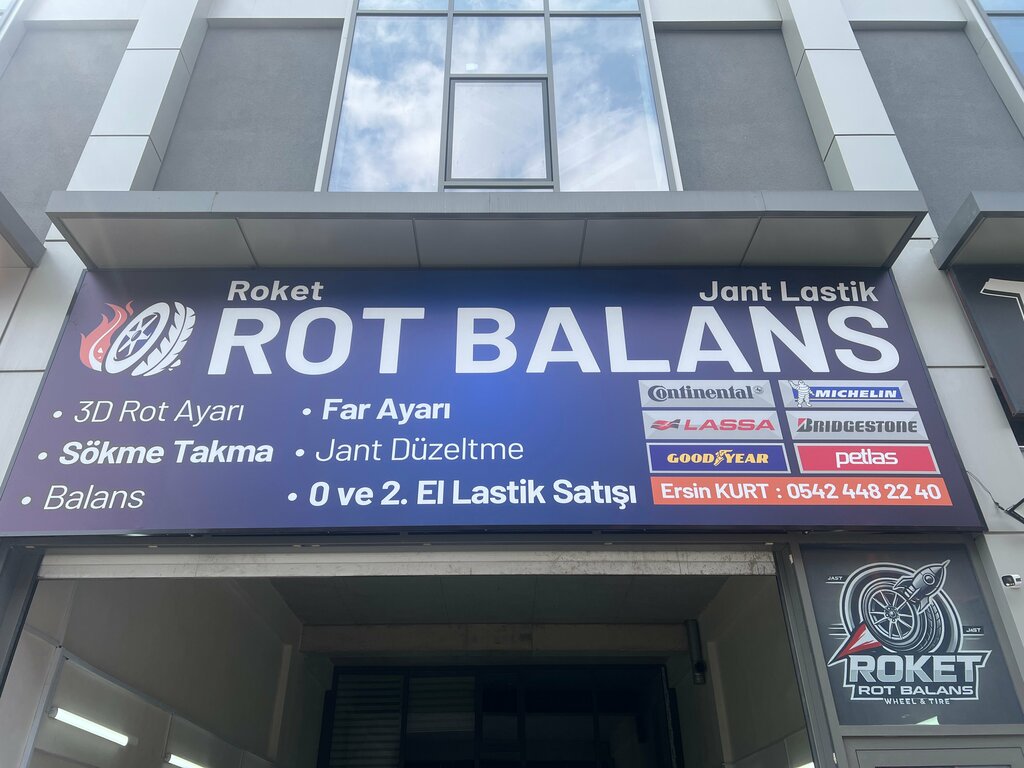 Roket
Jant Lastik
ROT BALANS
• 3D Rot Ayarı
• Sökme Takma
• Balans
• Far Ayarı
• Jant Düzeltme
• 0 ve 2. El Lastik Satışı
Continental
MICHELIN
LASSA
BRIDGESTONE
GOODYEAR
petlas
Ersin KURT : 0542 448 22 40
JAST
JAST
ROKET
ROT BALANS
WHEEL & TIRE